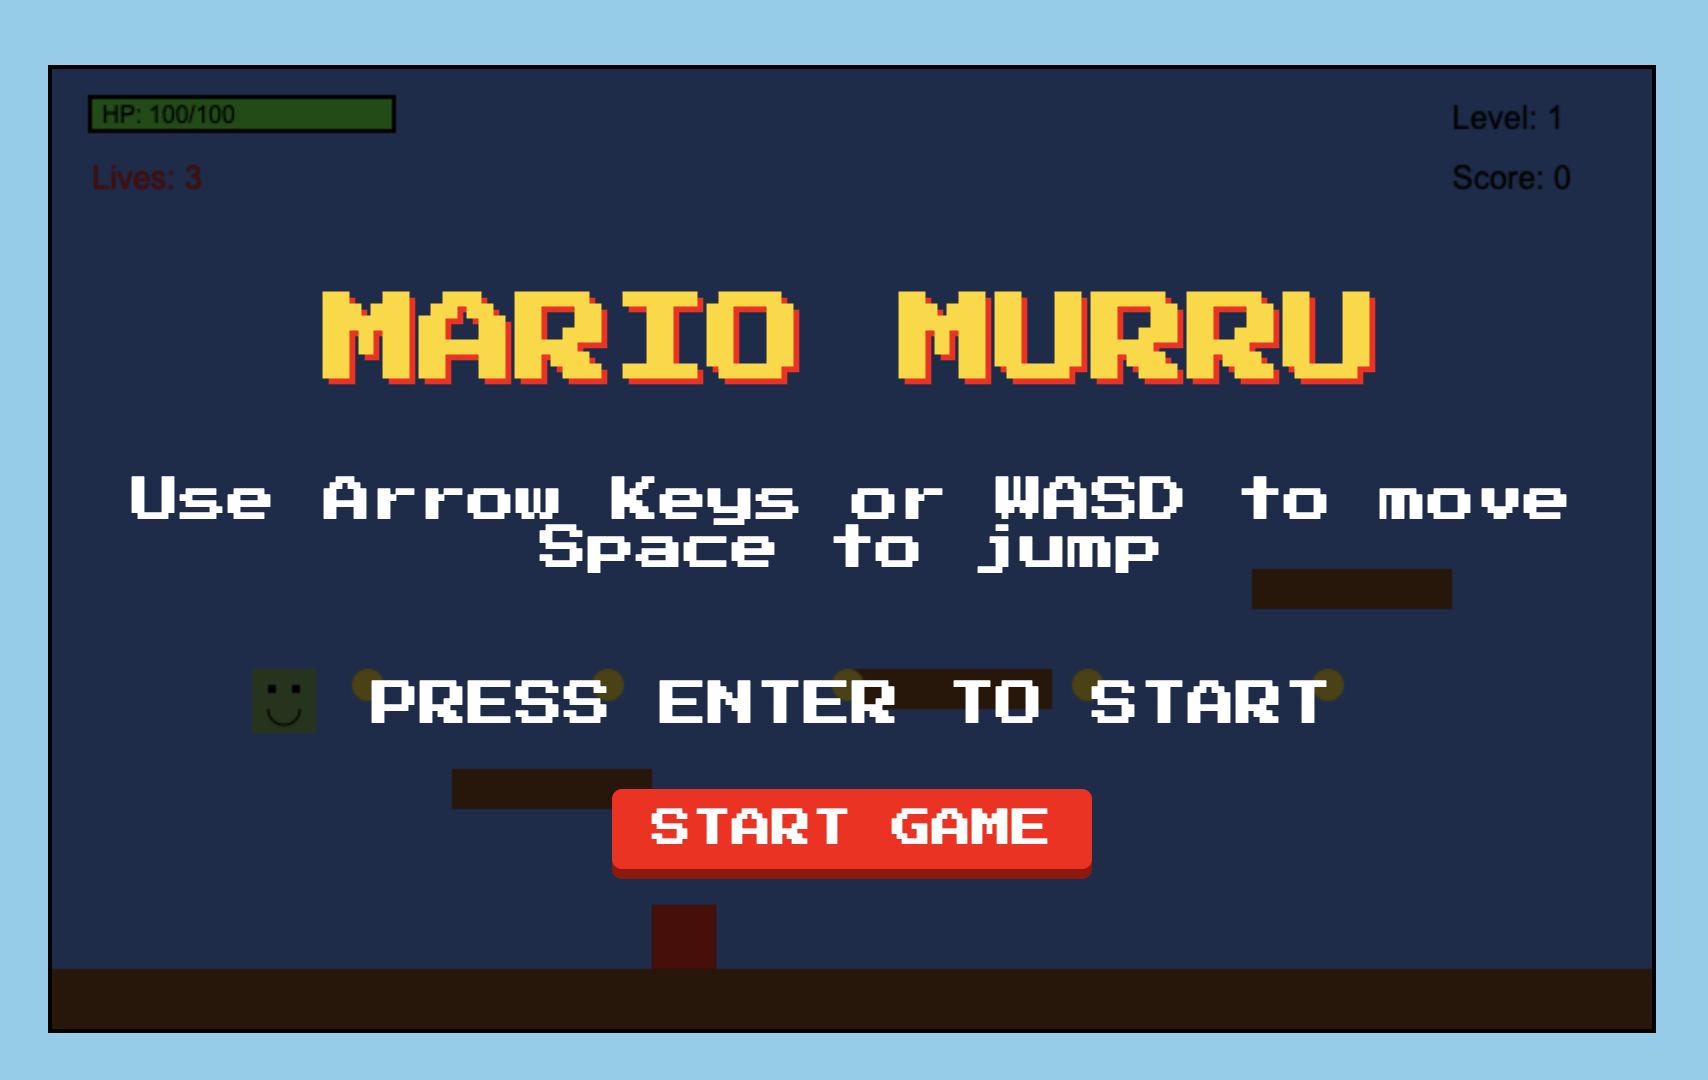 HP: 100/100
Level: 1
Lives: 3
Score: 0
MARIO MURRU
Use Arrow Keys or WASD to move
Space to jump
PRESS ENTER TO START
START GAME